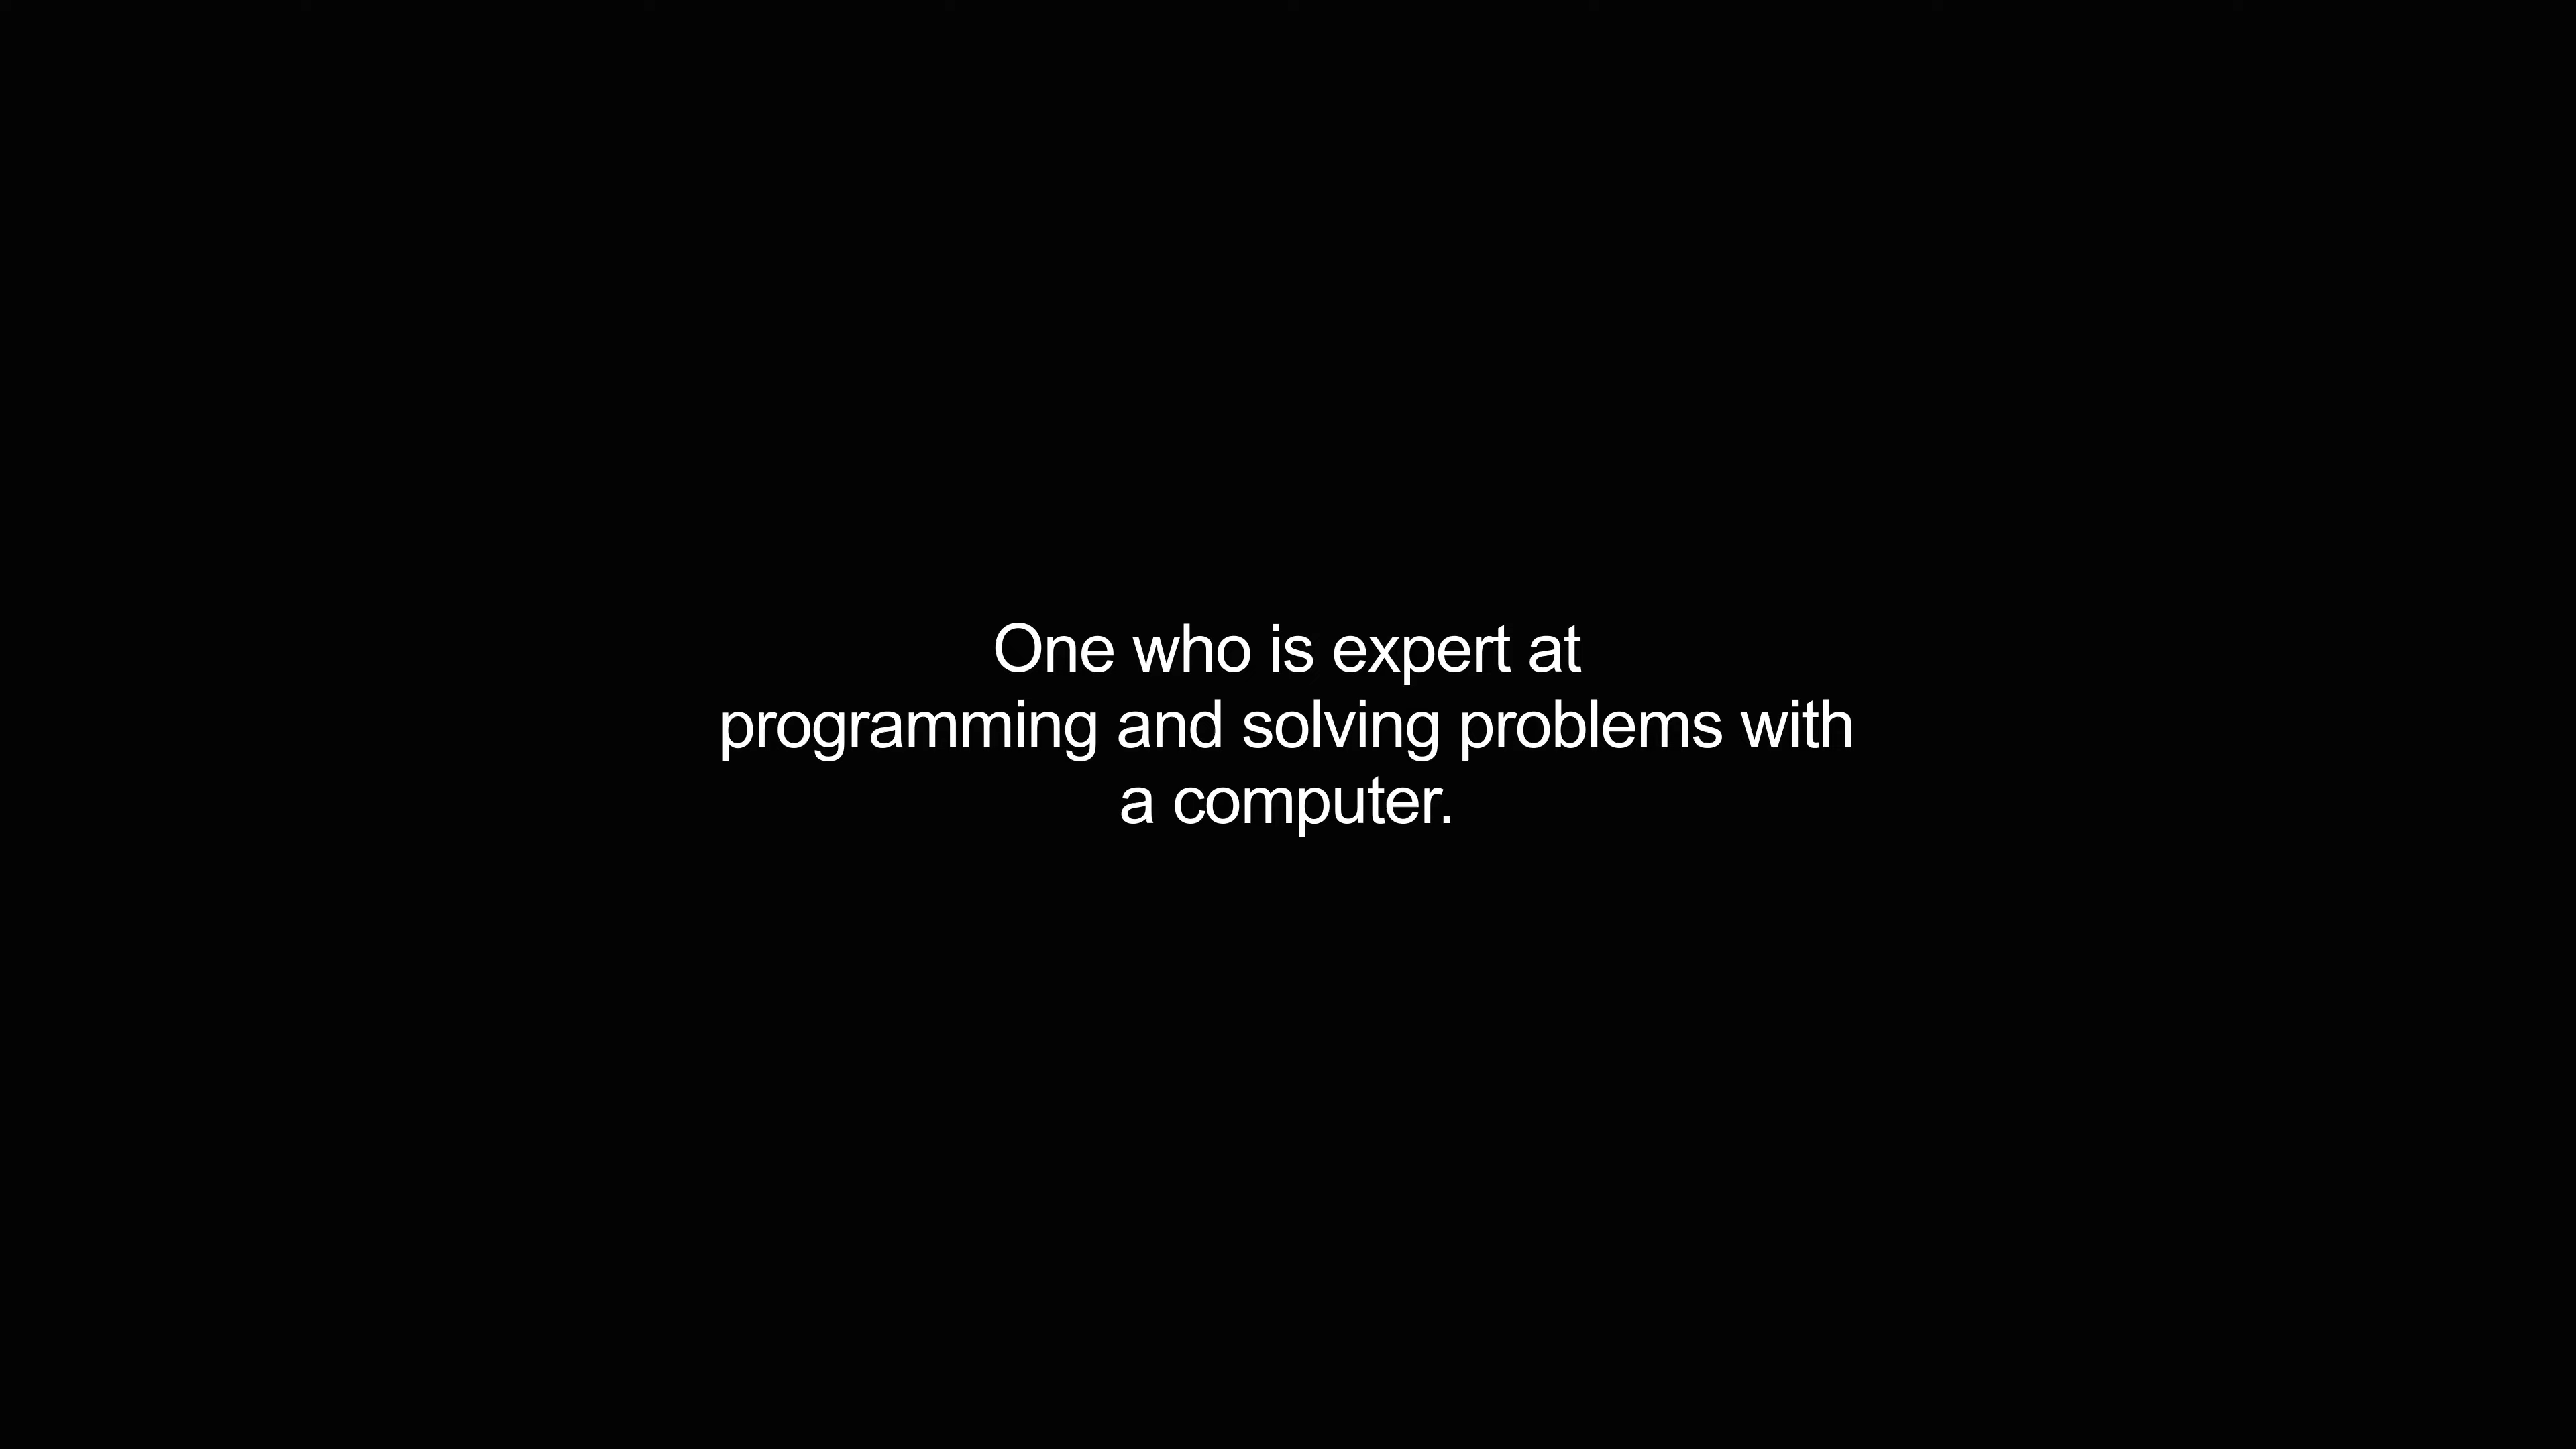 One who is expert at
programming and solving problems with
a computer.